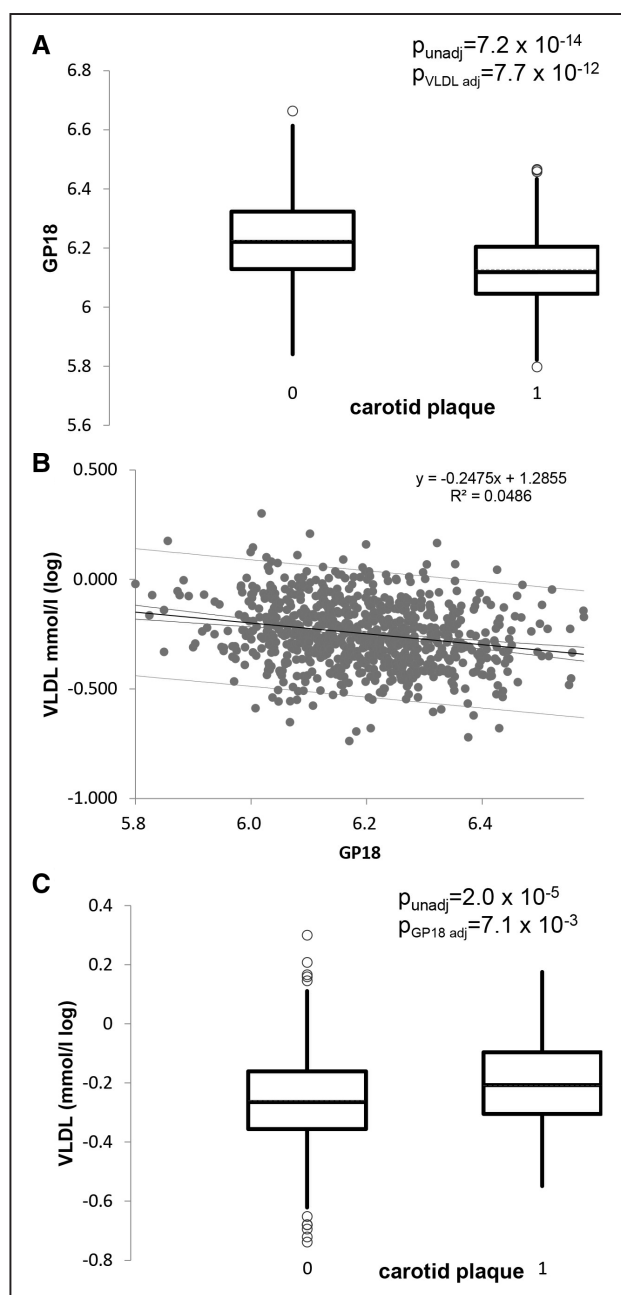 A
p_unadj=7.2 x 10^-14
p_VLDL adj=7.7 x 10^-12
6.8
6.6
6.4
6.2
6
5.8
5.6
GP18
0
1
carotid plaque
B
y = -0.2475x + 1.2855
R² = 0.0486
0.500
0.000
-0.500
-1.000
VLDL mmol/l (log)
5.8 6.0 6.2 6.4
GP18
C
p_unadj=2.0 x 10^-5
p_GP18 adj=7.1 x 10^-3
0.4
0.2
0
-0.2
-0.4
-0.6
-0.8
VLDL (mmol/l log)
0 carotid plaque 1